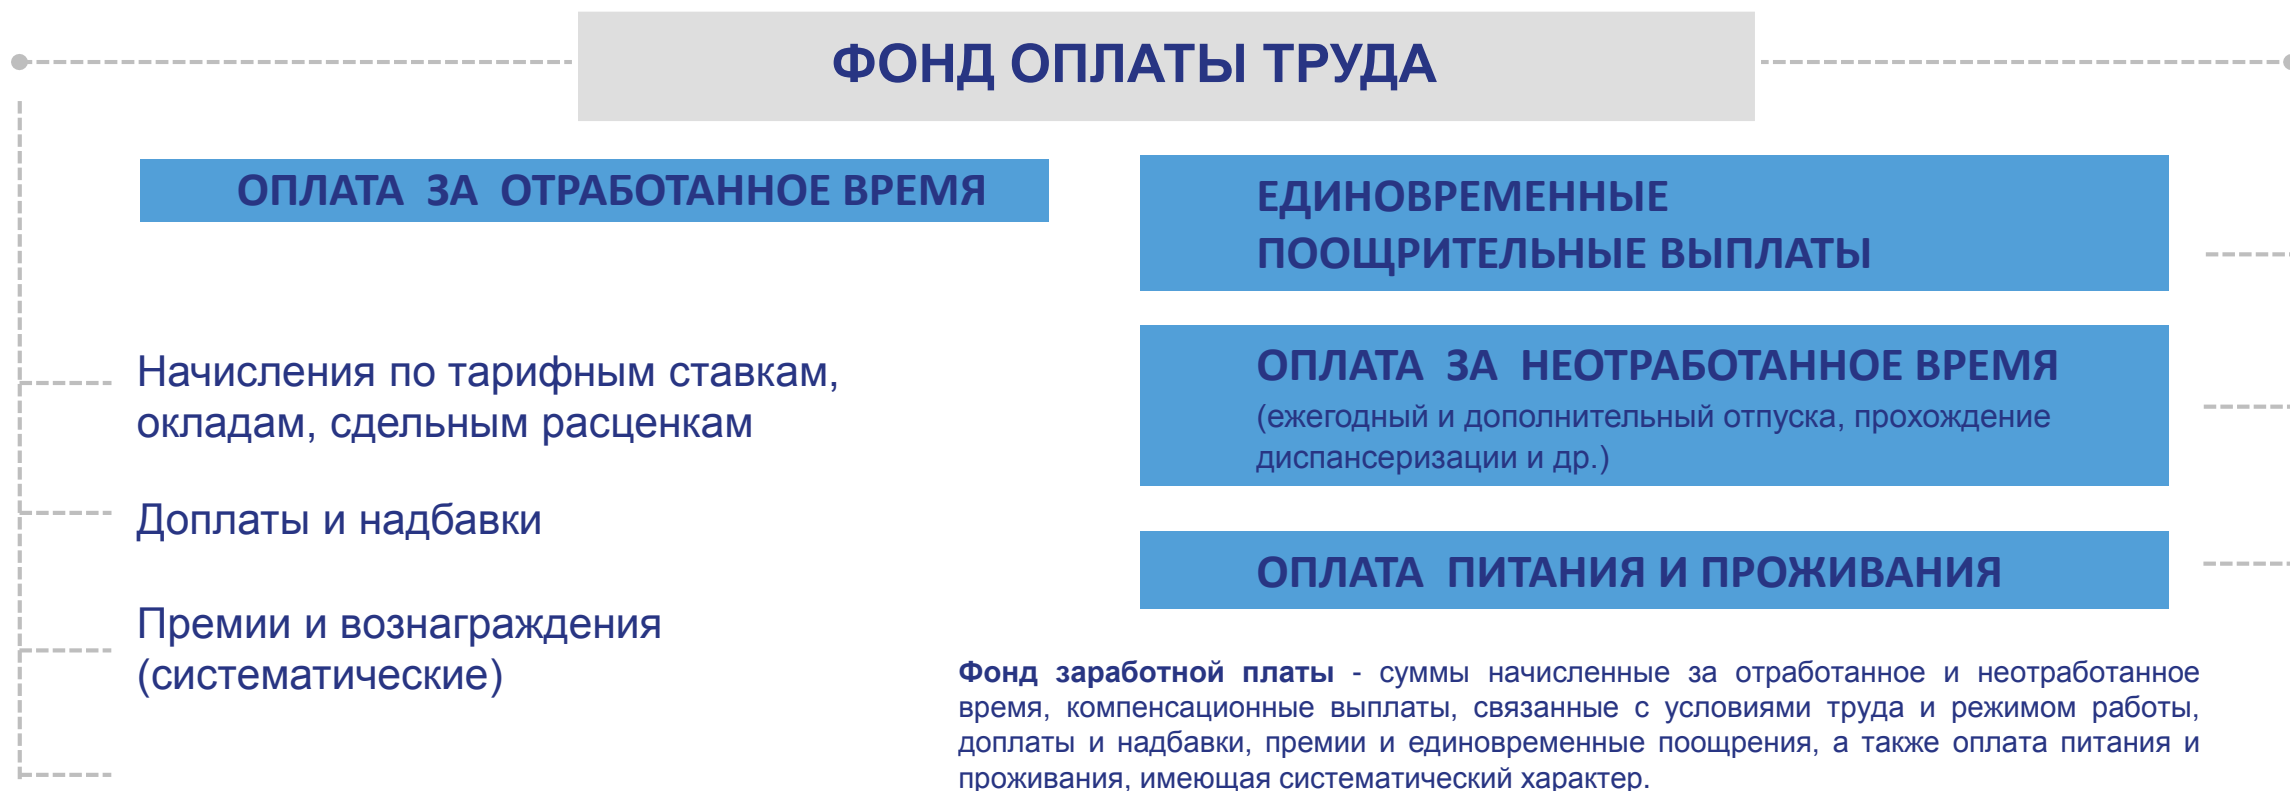 ФОНД ОПЛАТЫ ТРУДА
ОПЛАТА ЗА ОТРАБОТАННОЕ ВРЕМЯ
Начисления по тарифным ставкам,
окладам, сдельным расценкам
Доплаты и надбавки
Премии и вознаграждения
(систематические)
ЕДИНОВРЕМЕННЫЕ
ПООЩРИТЕЛЬНЫЕ ВЫПЛАТЫ
ОПЛАТА ЗА НЕОТРАБОТАННОЕ ВРЕМЯ
(ежегодный и дополнительный отпуска, прохождение
диспансеризации и др.)
ОПЛАТА ПИТАНИЯ И ПРОЖИВАНИЯ
Фонд заработной платы - суммы начисленные за отработанное и неотработанное
время, компенсационные выплаты, связанные с условиями труда и режимом работы,
доплаты и надбавки, премии и единовременные поощрения, а также оплата питания и
проживания, имеющая систематический характер.